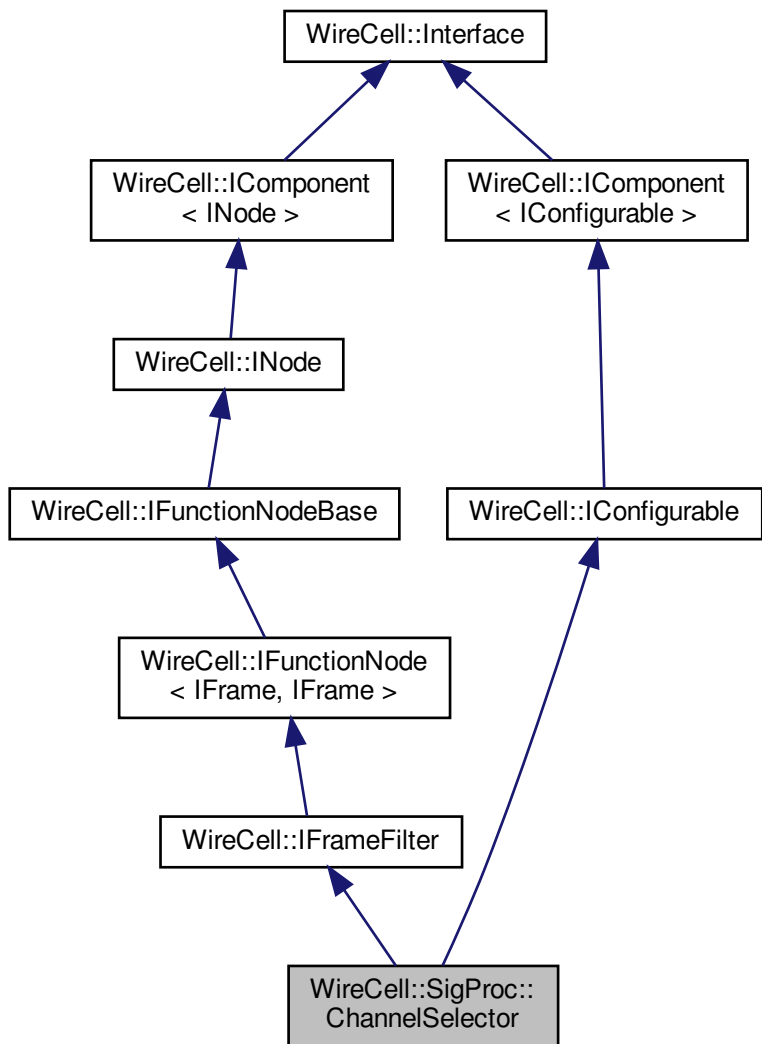 WireCell::Interface
WireCell::IComponent
< INode >
WireCell::IComponent
< IConfigurable >
WireCell::INode
WireCell::IFunctionNodeBase
WireCell::IConfigurable
WireCell::IFunctionNode
< IFrame, IFrame >
WireCell::IFrameFilter
WireCell::SigProc::
ChannelSelector